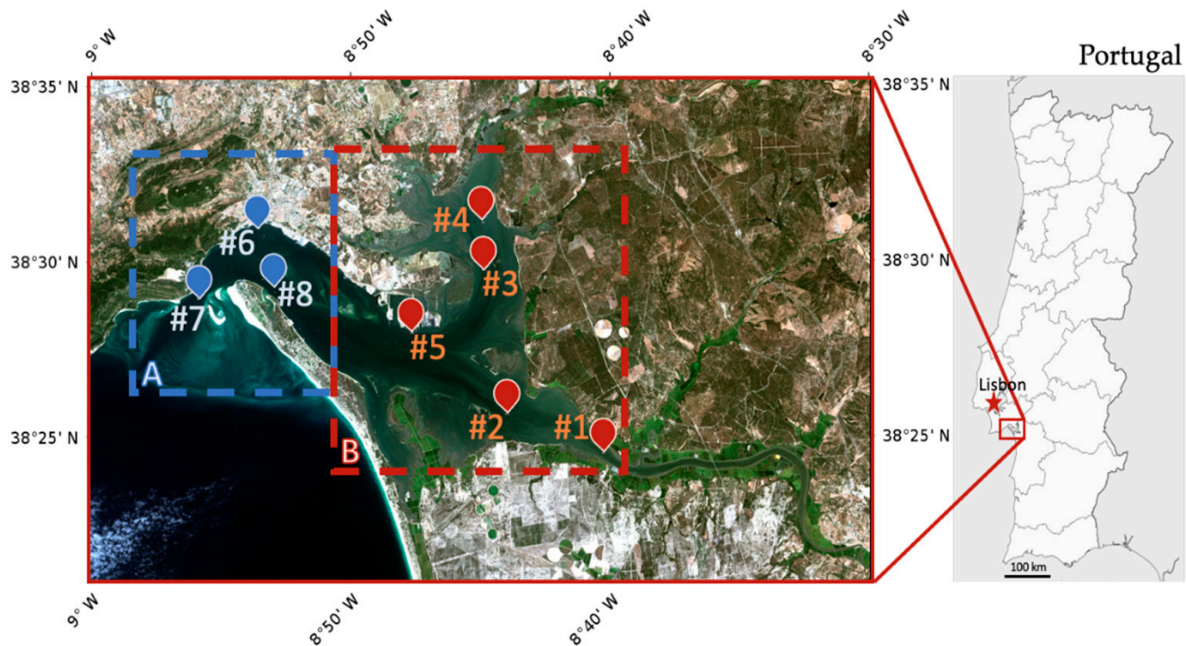 9° W
8°50' W
8°40' W
8°30' W
Portugal
38°35' N
38°35' N
#4
#6
38°30' N
38°30' N
#3
#8
#7
#5
A
Lisbon
#2
#1
38°25' N
38°25' N
B
100 km
9° W
8°50' W
8°40' W